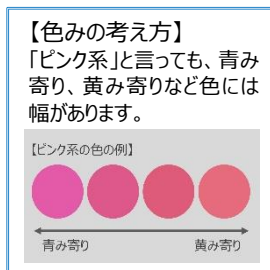 【色みの考え方】
「ピンク系」と言っても、青み
寄り、黄み寄りなど色には
幅があります。
【ピンク系の色の例】
青み寄り
黄み寄り